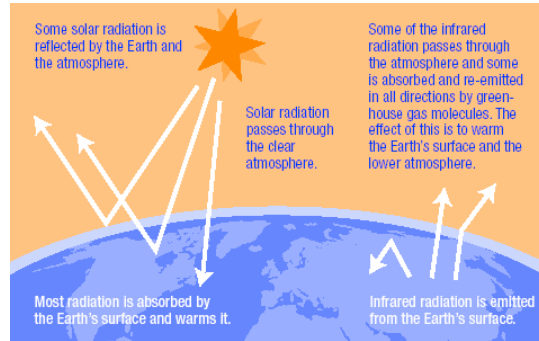 Some solar radiation is
reflected by the Earth and
the atmosphere.
Solar radiation
passes through
the clear
atmosphere.
Some of the infrared
radiation passes through
the atmosphere and some
is absorbed and re-emitted
in all directions by green-
house gas molecules. The
effect of this is to warm
the Earth's surface and the
lower atmosphere.
Most radiation is absorbed by
the Earth's surface and warms it.
Infrared radiation is emitted
from the Earth's surface.